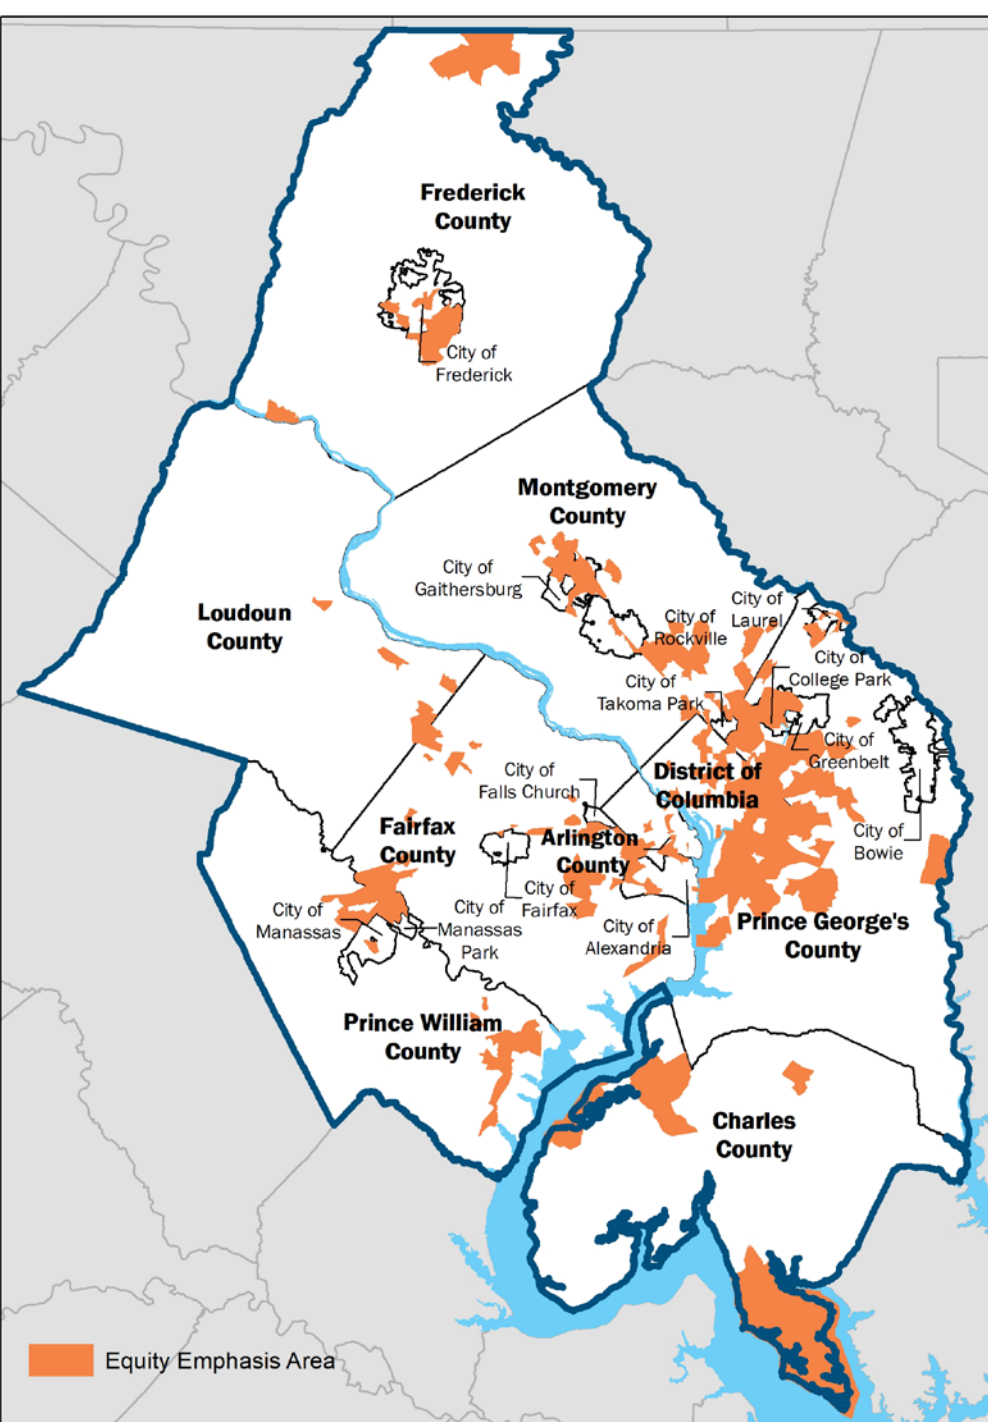 Frederick
County
City of
Frederick
Montgomery
County
City of
Gaithersburg
City of
Laurel
City of
Rockville
Loudoun
County
City of
College Park
City of
Takoma Park
City of
Greenbelt
District of
Columbia
City of
Falls Church
Fairfax
County
Arlington
County
City of
Bowie
City of
Fairfax
City of
Manassas
City of
Manassas
Park
City of
Alexandria
Prince George's
County
Prince William
County
Charles
County
Equity Emphasis Area